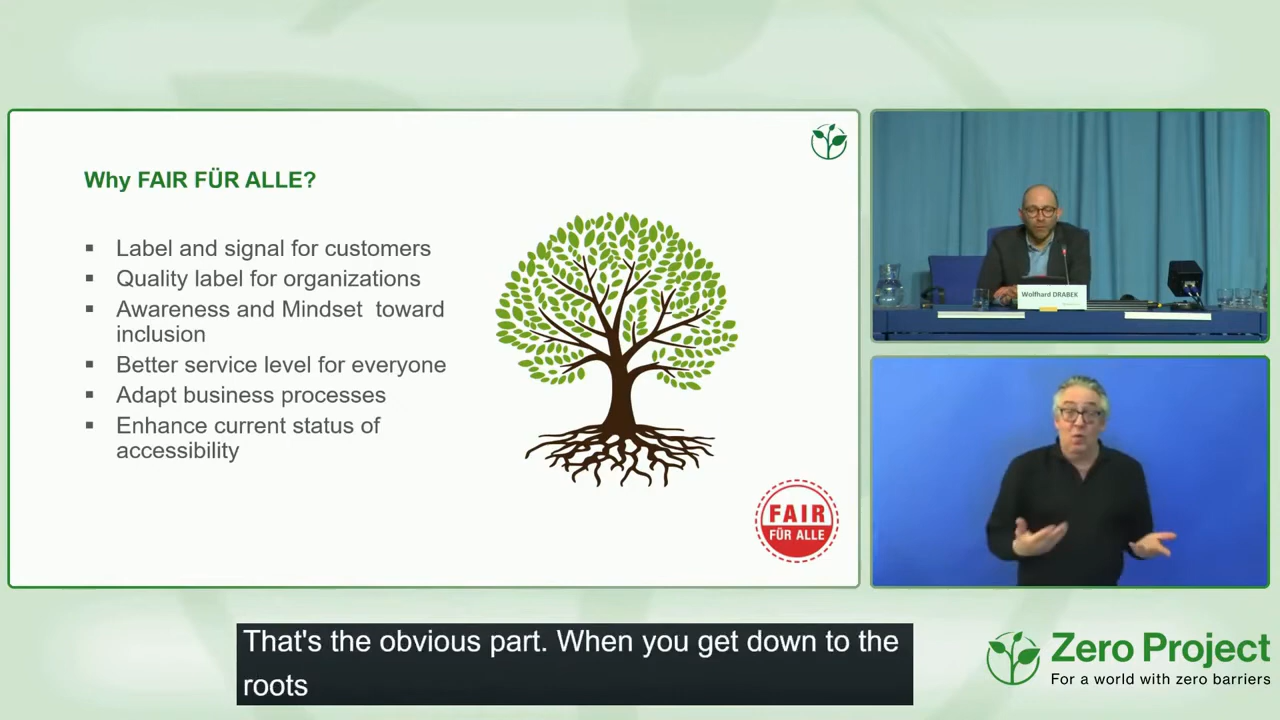 Why FAIR FÜR ALLE?
▪ Label and signal for customers
▪ Quality label for organizations
▪ Awareness and Mindset toward
inclusion
▪ Better service level for everyone
▪ Adapt business processes
▪ Enhance current status of
accessibility
FAIR
FÜR ALLE
Wolfhard DRABEK
That's the obvious part. When you get down to the
roots
Zero Project
For a world with zero barriers